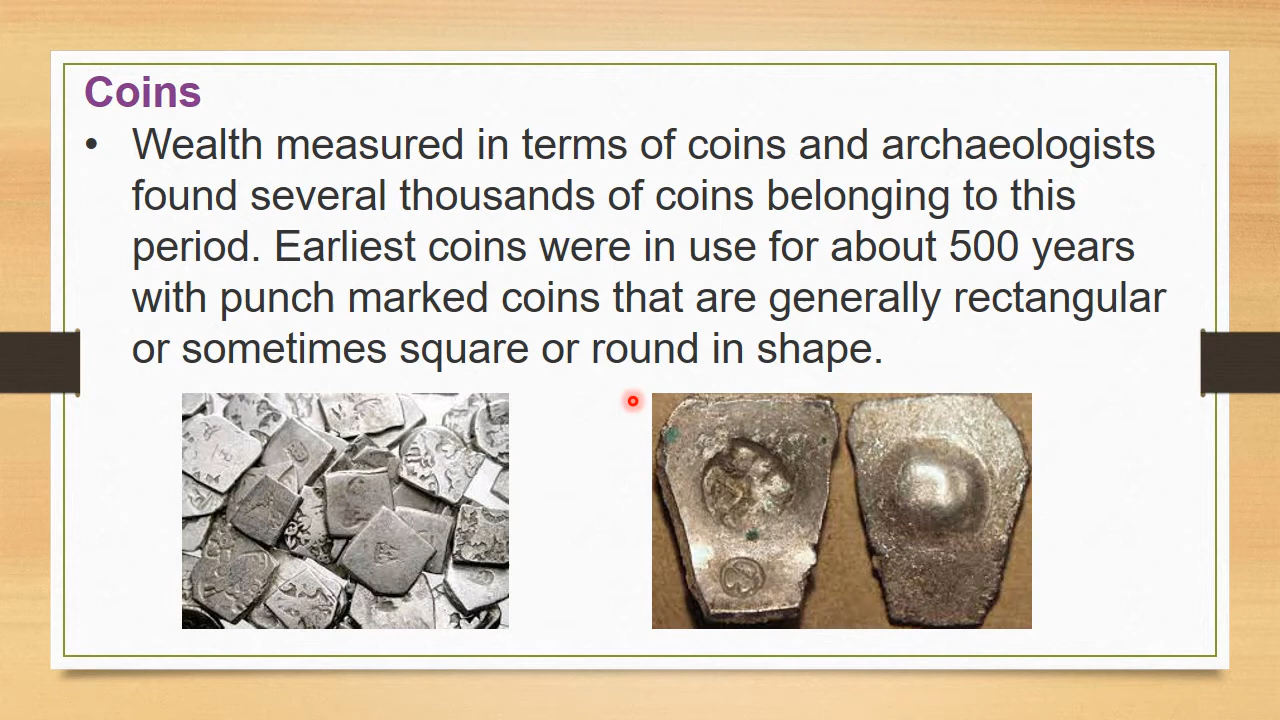 Coins
• Wealth measured in terms of coins and archaeologists
found several thousands of coins belonging to this
period. Earliest coins were in use for about 500 years
with punch marked coins that are generally rectangular
or sometimes square or round in shape.